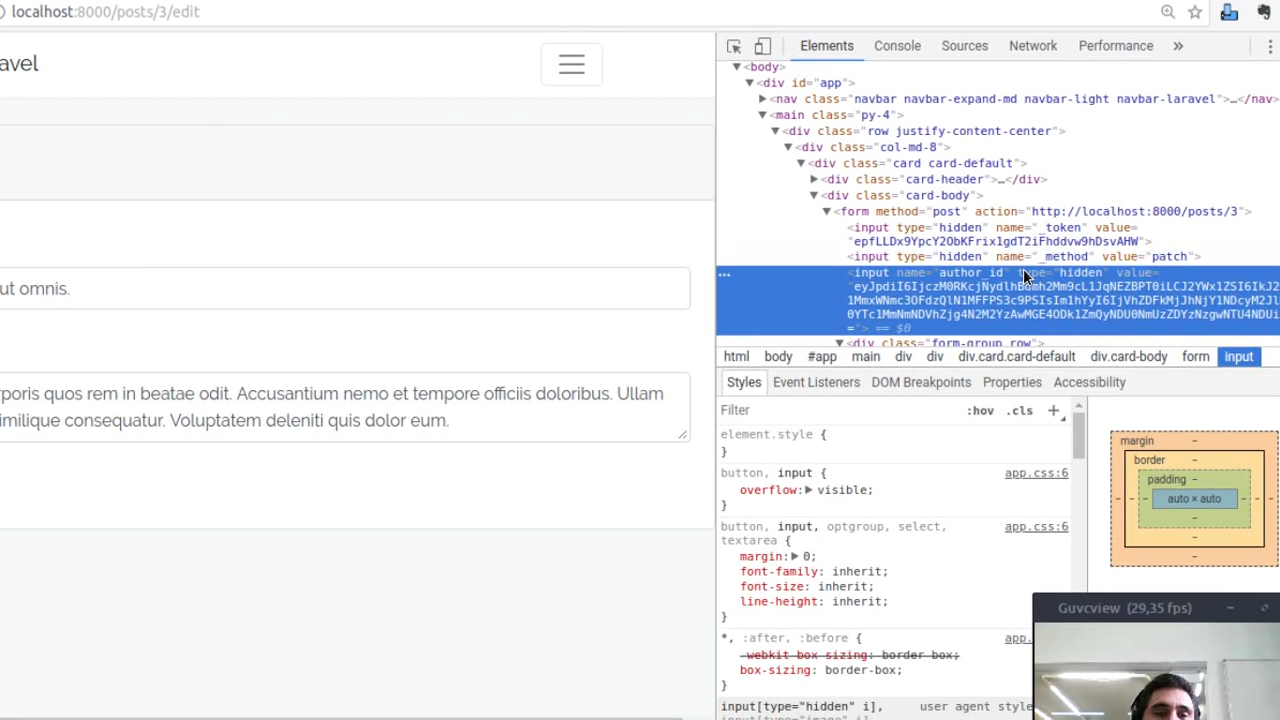 localhost:8000/posts/3/edit
avel
Elements Console Sources Network Performance »
▼<body>
▼<div id="app">
▶<nav class="navbar navbar-expand-md navbar-light navbar-laravel">…</nav>
▼<main class="py-4">
▼<div class="row justify-content-center">
▼<div class="col-md-8">
▼<div class="card card-default">
▶<div class="card-header">…</div>
▼<div class="card-body">
▼<form method="post" action="http://localhost:8000/posts/3">
<input type="hidden" name="_token" value=
"epfLLDx9YpcY2ObKFrix1gdT2iFhddvw9hDsvAHW">
<input type="hidden" name="_method" value="patch">
<input name="author_id" type="hidden" value=
="> == $0
▼<div class="form-group row">
html body #app main div div div.card.card-default div.card-body form input
Styles Event Listeners DOM Breakpoints Properties Accessibility
Filter :hov .cls +
element.style {
}
button, input { app.css:6
overflow:▶ visible;
}
button, input, optgroup, select, app.css:6
textarea {
margin:▶ 0;
font-family: inherit;
font-size: inherit;
line-height: inherit;
}
*, :after, :before { app.
-webkit-box-sizing: border-box;
box-sizing: border-box;
}
input[type="hidden" i], user agent style
margin –
border –
padding –
– – – auto × auto – – –
–
–
–
ut omnis.
rporis quos rem in beatae odit. Accusantium nemo et tempore officiis doloribus. Ullam
imilique consequatur. Voluptatem deleniti quis dolor eum.
Guvcview (29,35 fps)